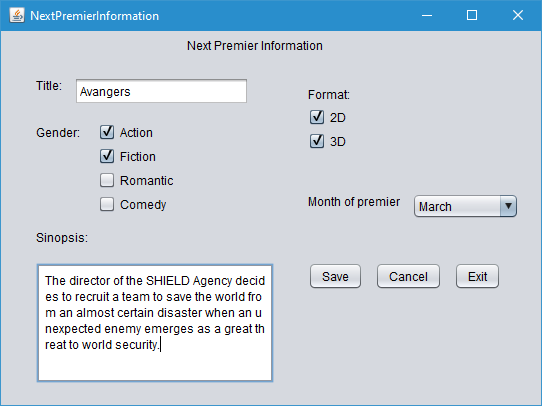 NextPremierInformation
Next Premier Information
Title:
Avangers
Format:
2D
3D
Gender:
Action
Fiction
Romantic
Comedy
Month of premier
March
Sinopsis:
The director of the SHIELD Agency decid
es to recruit a team to save the world fro
m an almost certain disaster when an u
nexpected enemy emerges as a great th
reat to world security.
Save
Cancel
Exit